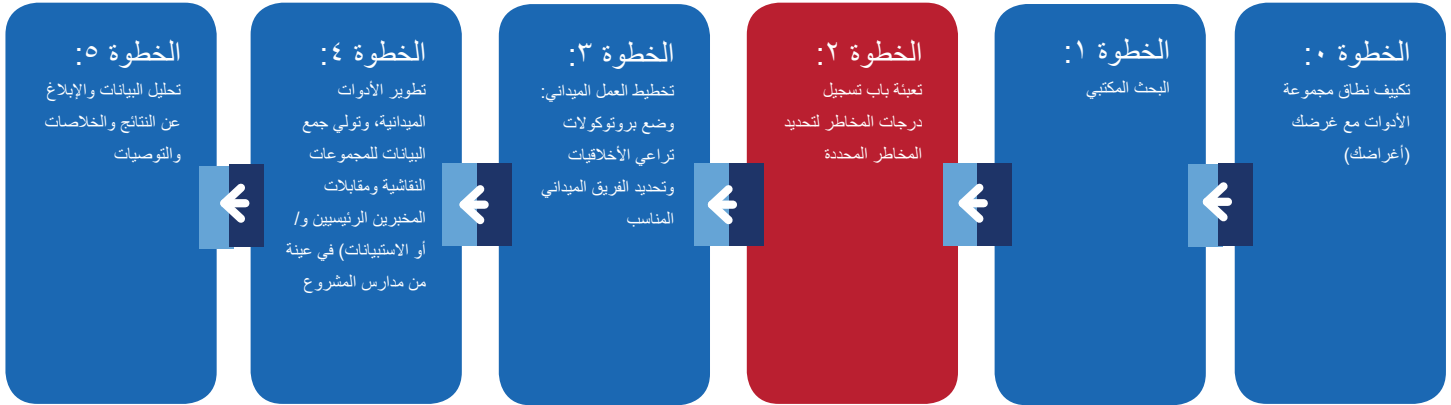 الخطوة ٠:
تكييف نطاق مجموعة
الأدوات مع غرضك
(أغراضك)
الخطوة ١:
البحث المكتبي
الخطوة ٢:
تعبئة باب تسجيل
درجات المخاطر لتحديد
المخاطر المحددة
الخطوة ٣:
تخطيط العمل الميداني:
وضع بروتوكولات
تراعي الأخلاقيات
وتحديد الفريق الميداني
المناسب
الخطوة ٤:
تطوير الأدوات
الميدانية، وتولي جمع
البيانات للمجموعات
النقاشية ومقابلات
المخبرين الرئيسيين و/
أو الاستبيانات) في عينة
من مدارس المشروع
الخطوة ٥:
تحليل البيانات والإبلاغ
عن النتائج والخلاصات
والتوصيات